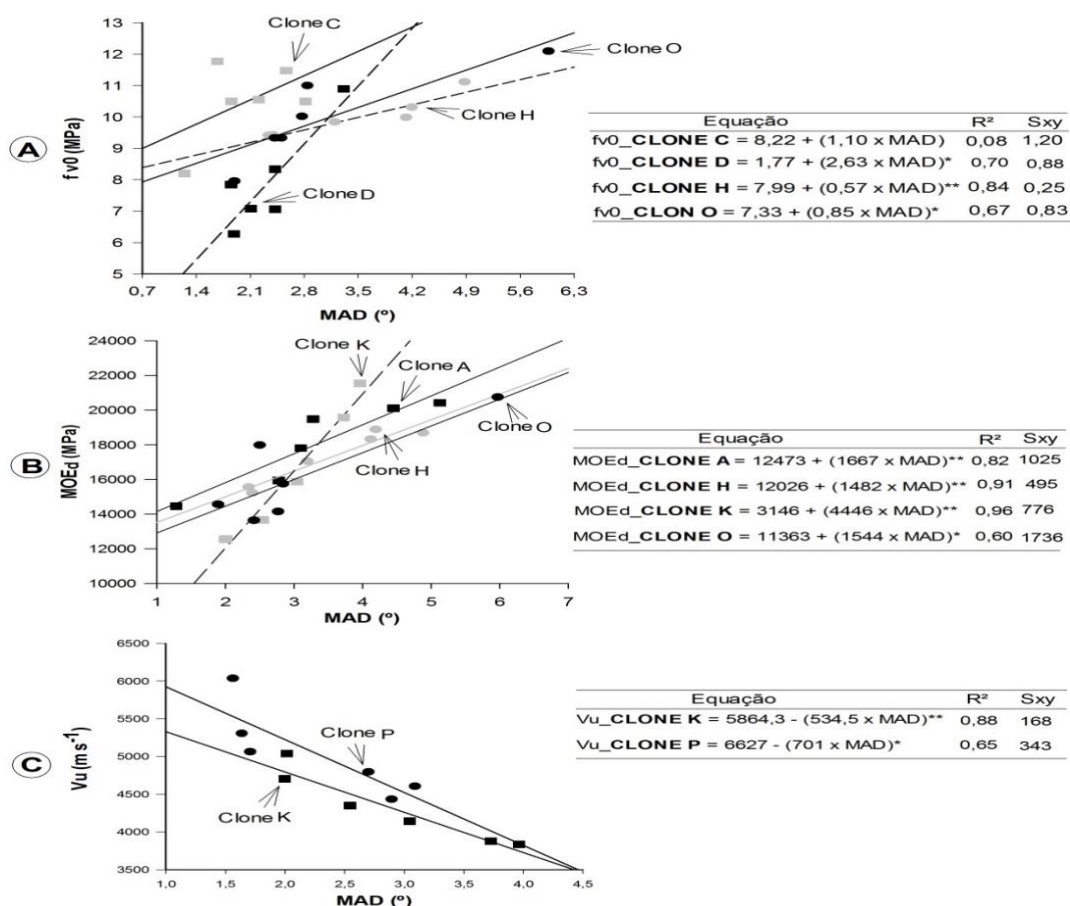 A
fv0 (MPa)
13
12
11
10
9
8
7
6
5
0,7 1,4 2,1 2,8 3,5 4,2 4,9 5,6 6,3
MAD (º)
Clone C
Clone O
Clone H
Clone D
Equação R² Sxy
fv0_CLONE C = 8,22 + (1,10 x MAD) 0,08 1,20
fv0_CLONE D = 1,77 + (2,63 x MAD)* 0,70 0,88
fv0_CLONE H = 7,99 + (0,57 x MAD)** 0,84 0,25
fv0_CLON O = 7,33 + (0,85 x MAD)* 0,67 0,83
B
MOEd (MPa)
24000
22000
20000
18000
16000
14000
12000
10000
1 2 3 4 5 6 7
MAD (º)
Clone K
Clone A
Clone O
Clone H
Equação R² Sxy
MOEd_CLONE A = 12473 + (1667 x MAD)** 0,82 1025
MOEd_CLONE H = 12026 + (1482 x MAD)** 0,91 495
MOEd_CLONE K = 3146 + (4446 x MAD)** 0,96 776
MOEd_CLONE O = 11363 + (1544 x MAD)* 0,60 1736
C
Vu (m s⁻¹)
6500
6000
5500
5000
4500
4000
3500
1,0 1,5 2,0 2,5 3,0 3,5 4,0 4,5
MAD (º)
Clone P
Clone K
Equação R² Sxy
Vu_CLONE K = 5864,3 - (534,5 x MAD)** 0,88 168
Vu_CLONE P = 6627 - (701 x MAD)* 0,65 343